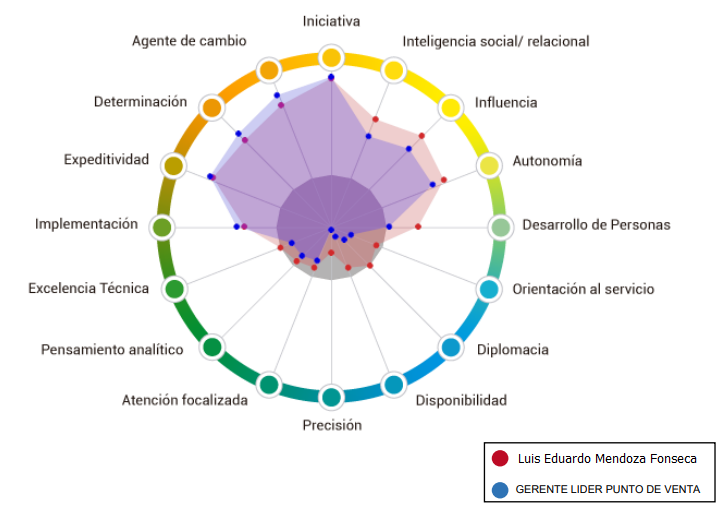 Iniciativa
Agente de cambio
Inteligencia social/ relacional
Determinación
Influencia
Expeditividad
Autonomía
Implementación
Desarrollo de Personas
Excelencia Técnica
Orientación al servicio
Pensamiento analítico
Diplomacia
Atención focalizada
Disponibilidad
Precisión
Luis Eduardo Mendoza Fonseca
GERENTE LIDER PUNTO DE VENTA